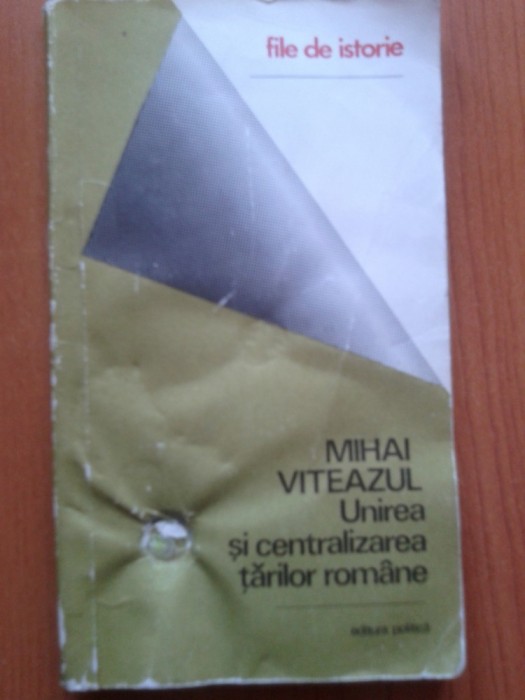 file de istorie
MIHAI
VITEAZUL
Unirea
și centralizarea
țărilor române
editura politică